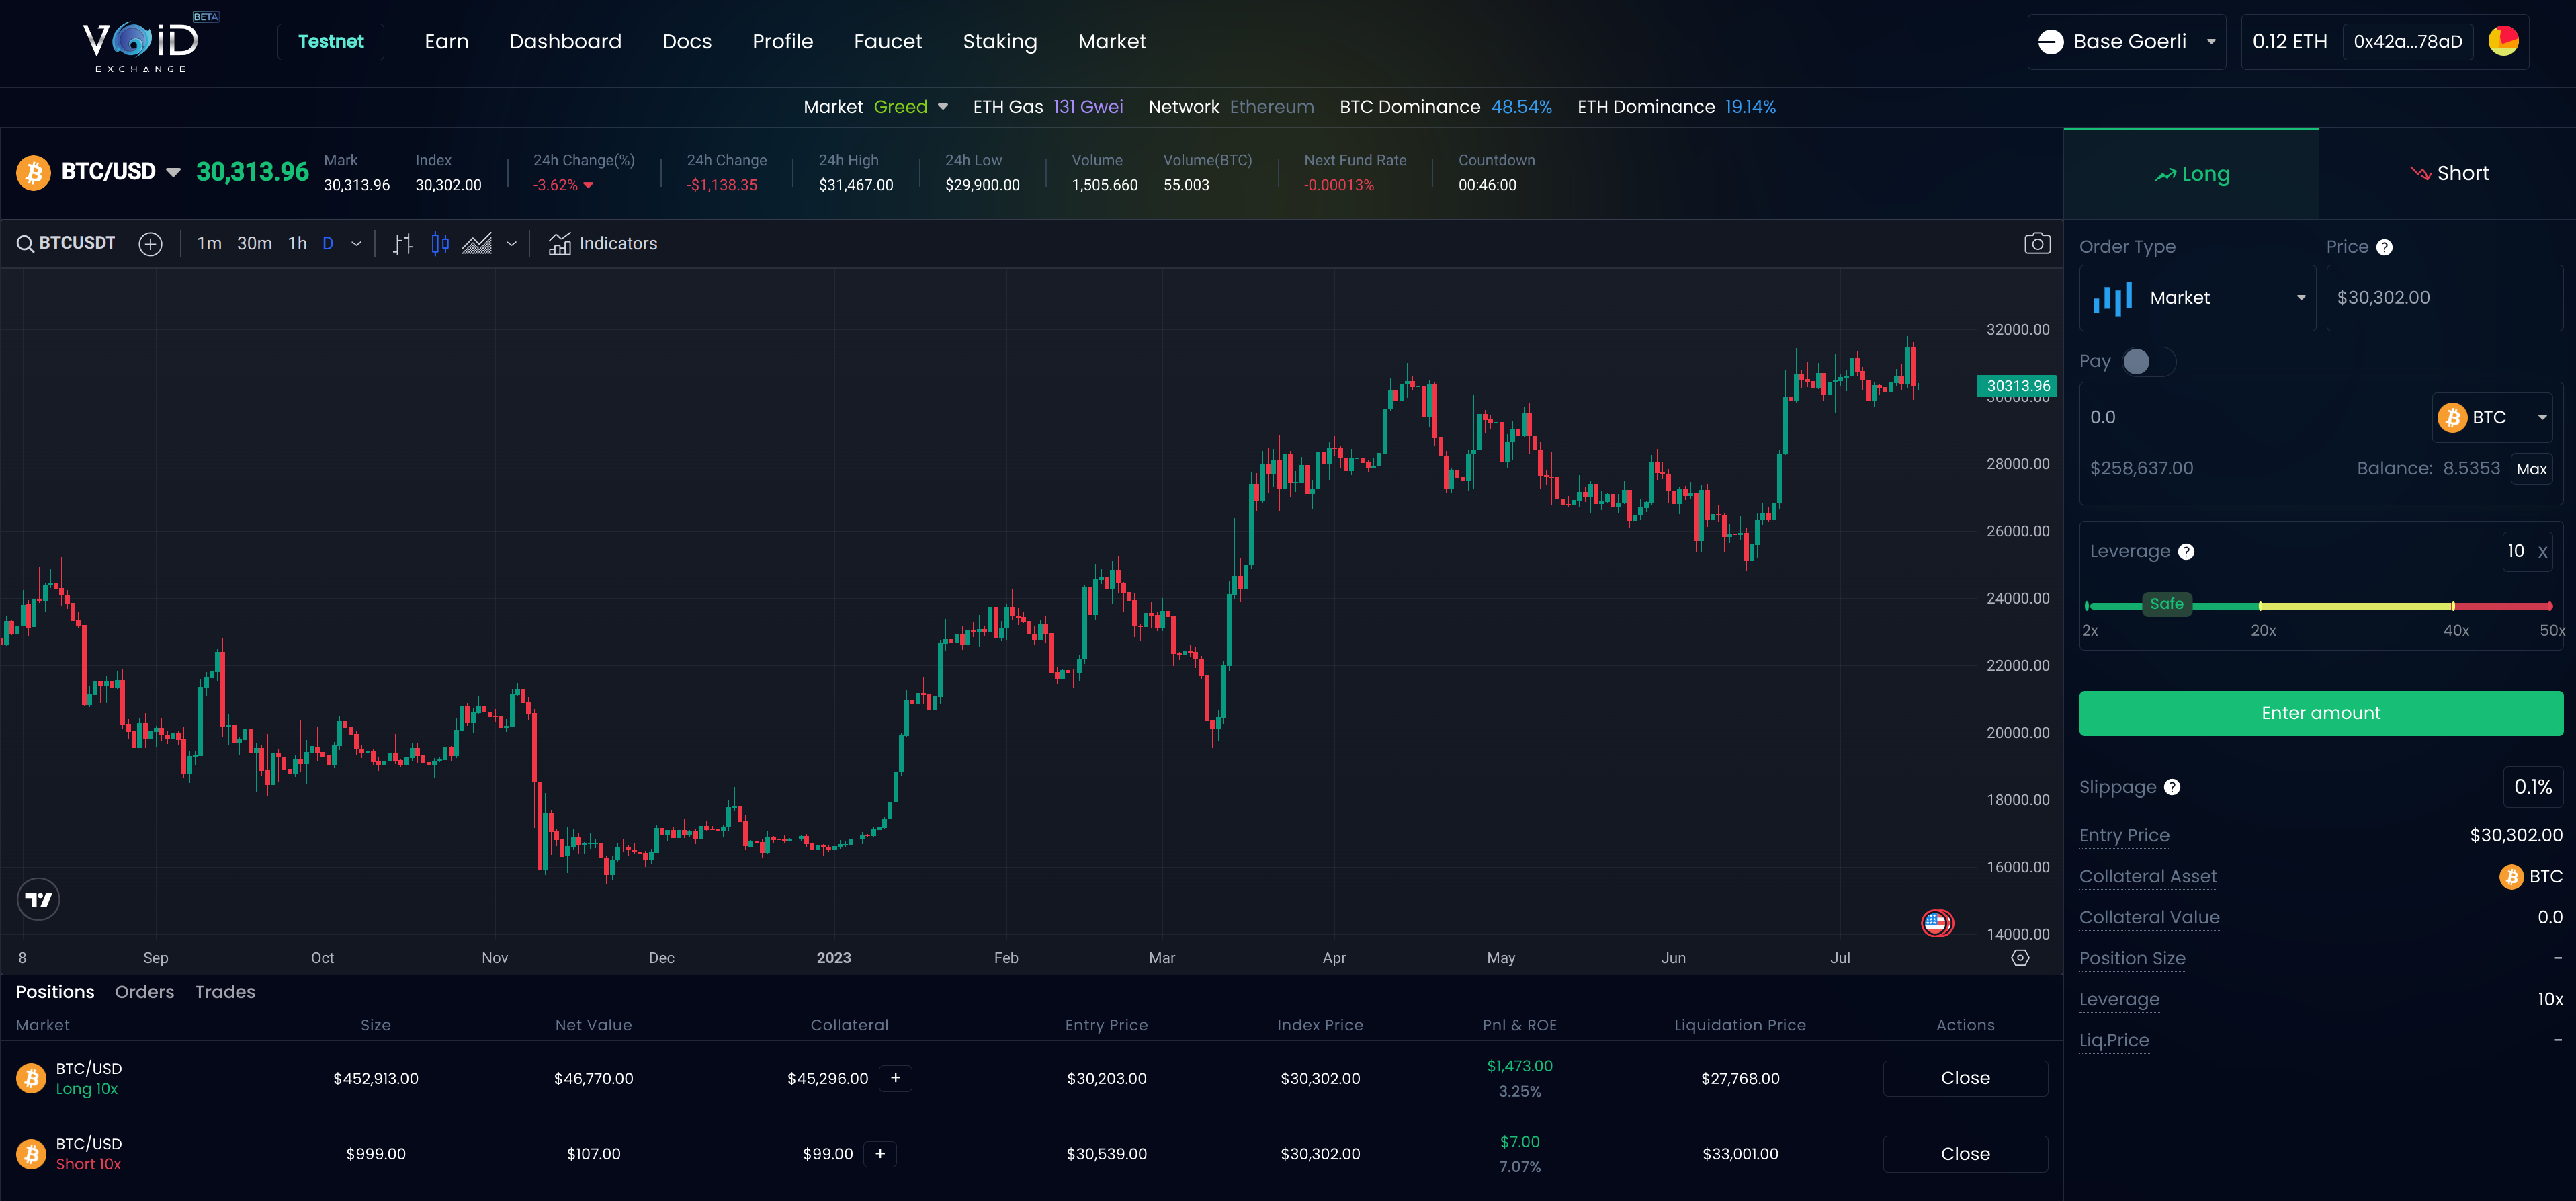 VOiD BETA
EXCHANGE
Testnet Earn Dashboard Docs Profile Faucet Staking Market
Base Goerli 0.12 ETH 0x42a...78aD
Market Greed ETH Gas 131 Gwei Network Ethereum BTC Dominance 48.54% ETH Dominance 19.14%
BTC/USD 30,313.96
Mark
30,313.96
Index
30,302.00
24h Change(%)
-3.62%
24h Change
-$1,138.35
24h High
$31,467.00
24h Low
$29,900.00
Volume
1,505.660
Volume(BTC)
55.003
Next Fund Rate
-0.00013%
Countdown
00:46:00
BTCUSDT 1m 30m 1h D Indicators
32000.00
30313.96
30000.00
28000.00
26000.00
24000.00
22000.00
20000.00
18000.00
16000.00
14000.00
8 Sep Oct Nov Dec 2023 Feb Mar Apr May Jun Jul
Positions Orders Trades
Market Size Net Value Collateral Entry Price Index Price Pnl & ROE Liquidation Price Actions
BTC/USD
Long 10x
$452,913.00 $46,770.00 $45,296.00 + $30,203.00 $30,302.00
$1,473.00
3.25%
$27,768.00 Close
BTC/USD
Short 10x
$999.00 $107.00 $99.00 + $30,539.00 $30,302.00
$7.00
7.07%
$33,001.00 Close
Long Short
Order Type Price ?
Market $30,302.00
Pay
0.0 BTC
$258,637.00 Balance: 8.5353 Max
Leverage ? 10 x
Safe
2x 20x 40x 50x
Enter amount
Slippage ? 0.1%
Entry Price $30,302.00
Collateral Asset BTC
Collateral Value 0.0
Position Size -
Leverage 10x
Liq.Price -